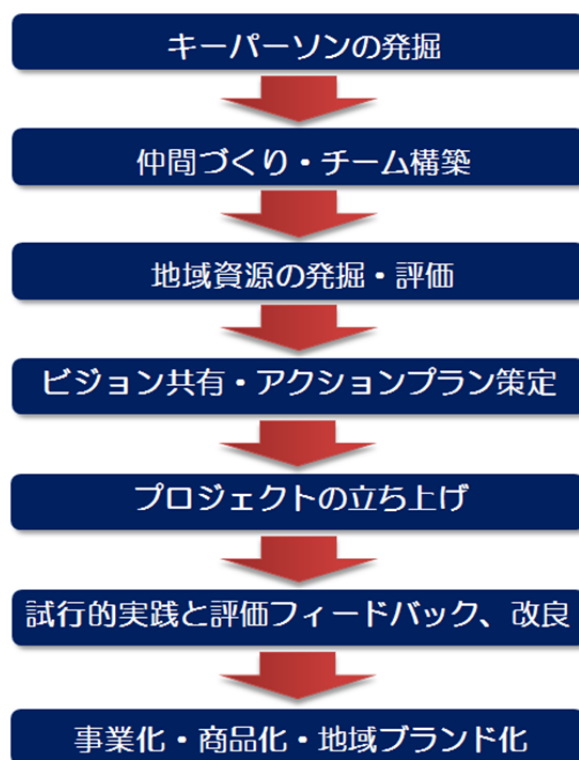 キーパーソンの発掘
仲間づくり・チーム構築
地域資源の発掘・評価
ビジョン共有・アクションプラン策定
プロジェクトの立ち上げ
試行的実践と評価フィードバック、改良
事業化・商品化・地域ブランド化